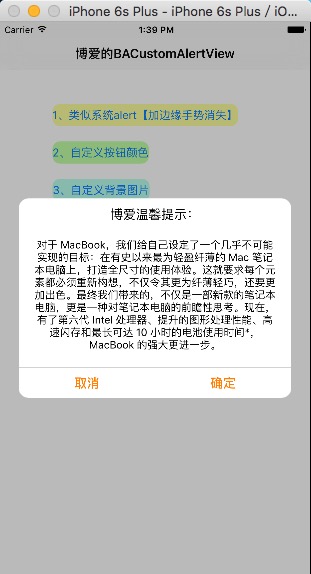 iPhone 6s Plus - iPhone 6s Plus / iO...
Carrier 1:39 PM
博爱的BACustomAlertView
1、类似系统alert【加边缘手势消失】
2、自定义按钮颜色
3、自定义背景图片
博爱温馨提示：
对于 MacBook，我们给自己设定了一个几乎不可能
实现的目标：在有史以来最为轻盈纤薄的 Mac 笔记
本电脑上，打造全尺寸的使用体验。这就要求每个元
素都必须重新构想，不仅令其更为纤薄轻巧，还要更
加出色。最终我们带来的，不仅是一部新款的笔记本
电脑，更是一种对笔记本电脑的前瞻性思考。现在，
有了第六代 Intel 处理器、提升的图形处理性能、高
速闪存和最长可达 10 小时的电池使用时间*，
MacBook 的强大更进一步。
取消 确定